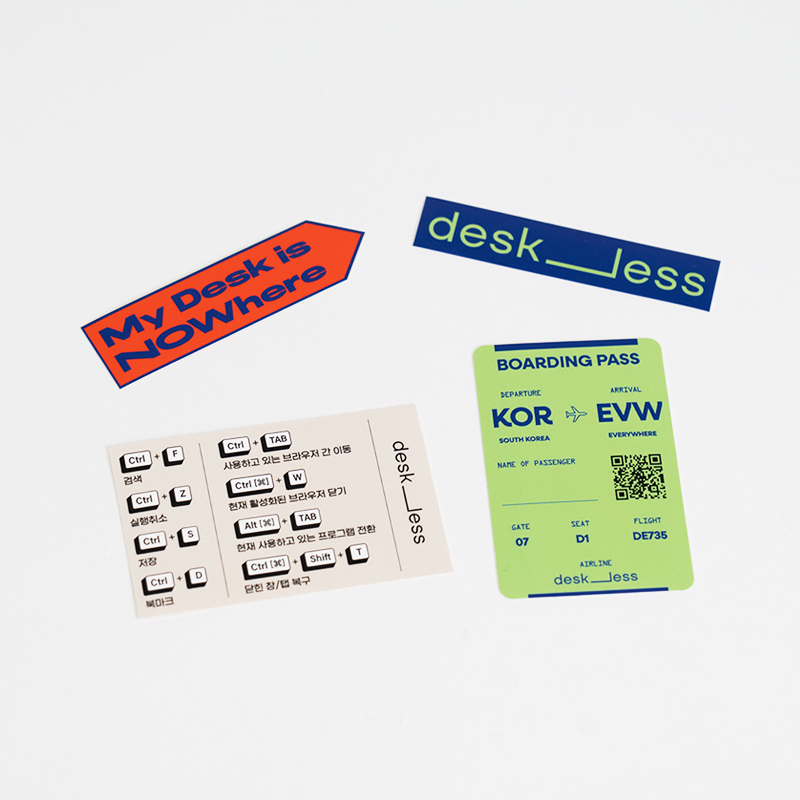 My Desk is
NOWhere
desk__less
BOARDING PASS
DEPARTURE
ARRIVAL
KOR
EVW
SOUTH KOREA
EVERYWHERE
NAME OF PASSENGER
GATE
SEAT
FLIGHT
07
D1
DE735
AIRLINE
desk__less
Ctrl + F
검색
Ctrl + Z
실행취소
Ctrl + S
저장
Ctrl + D
북마크
Ctrl + TAB
사용하고 있는 브라우저 간 이동
Ctrl [⌘] + W
현재 활성화된 브라우저 닫기
Alt [⌘] + TAB
현재 사용하고 있는 프로그램 전환
Ctrl [⌘] + Shift + T
닫힌 창/탭 복구
desk__less